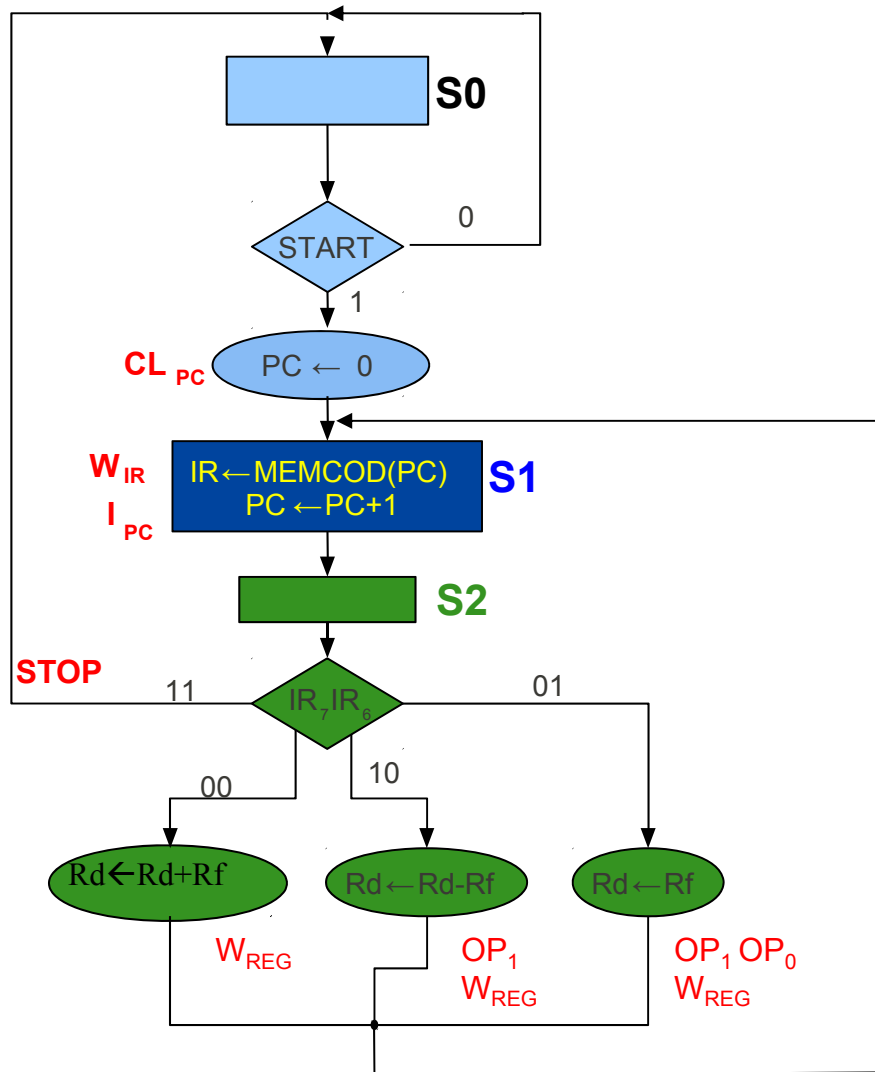 S0
START
0
1
CL PC
PC ← 0
W IR
IR←MEMCOD(PC)
S1
I PC
PC ←PC+1
S2
STOP
11
IR7IR6
01
00
10
Rd←Rd+Rf
Rd←Rd-Rf
Rd←Rf
WREG
OP1
WREG
OP1 OP0
WREG